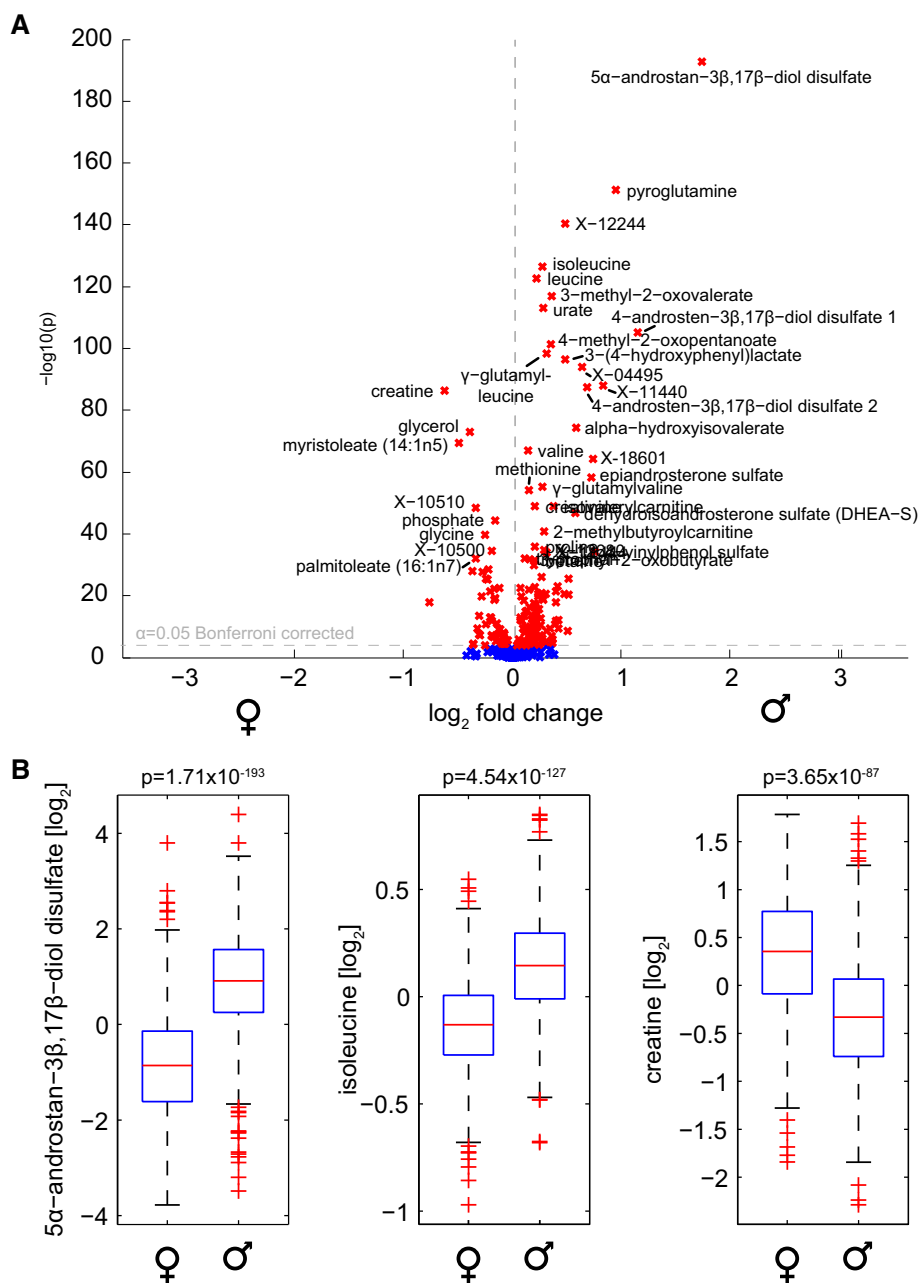 A
200
180
160
140
120
100
80
60
40
20
0
−log10(p)
5α−androstan−3β,17β−diol disulfate
pyroglutamine
X−12244
isoleucine
leucine
3−methyl−2−oxovalerate
urate
4−androsten−3β,17β−diol disulfate 1
4−methyl−2−oxopentanoate
3−(4−hydroxyphenyl)lactate
γ−glutamyl-
leucine
X−04495
X−11440
creatine
4−androsten−3β,17β−diol disulfate 2
glycerol
alpha−hydroxyisovalerate
myristoleate (14:1n5)
valine
methionine
X-18601
epiandrosterone sulfate
γ−glutamylvaline
X−10510
dehydroisoandrosterone sulfate (DHEA−S)
phosphate
glycine
2−methylbutyroylcarnitine
X−10500
palmitoleate (16:1n7)
α=0.05 Bonferroni corrected
−3
−2
−1
0
1
2
3
♀
log2 fold change
♂
B
p=1.71x10-193
5α−androstan−3β,17β−diol disulfate [log2]
4
2
0
−2
−4
♀ ♂
p=4.54x10-127
isoleucine [log2]
0.5
0
−0.5
−1
♀ ♂
p=3.65x10-87
creatine [log2]
1.5
1
0.5
0
−0.5
−1
−1.5
−2
♀ ♂